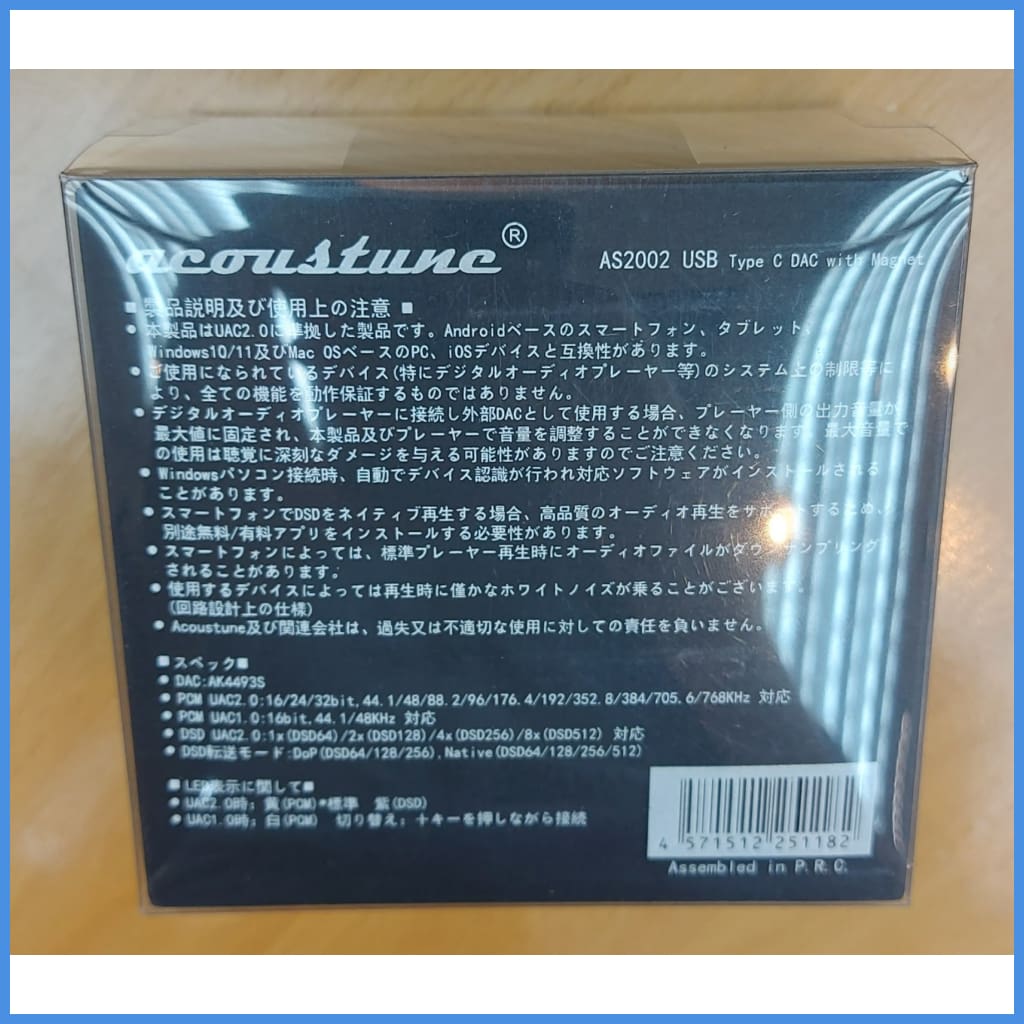 acoustune®
AS2002 USB Type C DAC with Magnet
■ 製品説明及び使用上の注意 ■
● 本製品はUAC2.0に準拠した製品です。Androidベースのスマートフォン、タブレット、
Windows10/11及びMac OSベースのPC、iOSデバイスと互換性があります。
● ご使用になられているデバイス(特にデジタルオーディオプレーヤー等)のシステム上の制限等に
より、全ての機能を動作保証するものではありません。
● デジタルオーディオプレーヤーに接続し外部DACとして使用する場合、プレーヤー側の出力音量が
最大値に固定され、本製品及びプレーヤーで音量を調整することができなくなります。最大音量で
の使用は聴覚に深刻なダメージを与える可能性がありますのでご注意ください。
● Windowsパソコン接続時、自動でデバイス認識が行われ対応ソフトウェアがインストールされる
ことがあります。
● スマートフォンでDSDをネイティブ再生する場合、高品質のオーディオ再生をサポートするため、
別途無料/有料アプリをインストールする必要性があります。
● スマートフォンによっては、標準プレーヤー再生時にオーディオファイルがダウンサンプリング
されることがあります。
● 使用するデバイスによっては再生時に僅かなホワイトノイズが乗ることがございます。
(回路設計上の仕様)
● Acoustune及び関連会社は、過失又は不適切な使用に対しての責任を負いません。
■スペック■
● DAC:AK4493S
● PCM UAC2.0:16/24/32bit,44.1/48/88.2/96/176.4/192/352.8/384/705.6/768KHz 対応
● PCM UAC1.0:16bit,44.1/48KHz 対応
● DSD UAC2.0:1x(DSD64)/2x(DSD128)/4x(DSD256)/8x(DSD512) 対応
● DSD転送モード:DoP(DSD64/128/256),Native(DSD64/128/256/512)
■LED表示に関して■
● UAC2.0時; 黄(PCM)*標準 紫(DSD)
● UAC1.0時; 白(PCM) 切り替え; +キーを押しながら接続
4 571512 251182
Assembled in P.R.C.